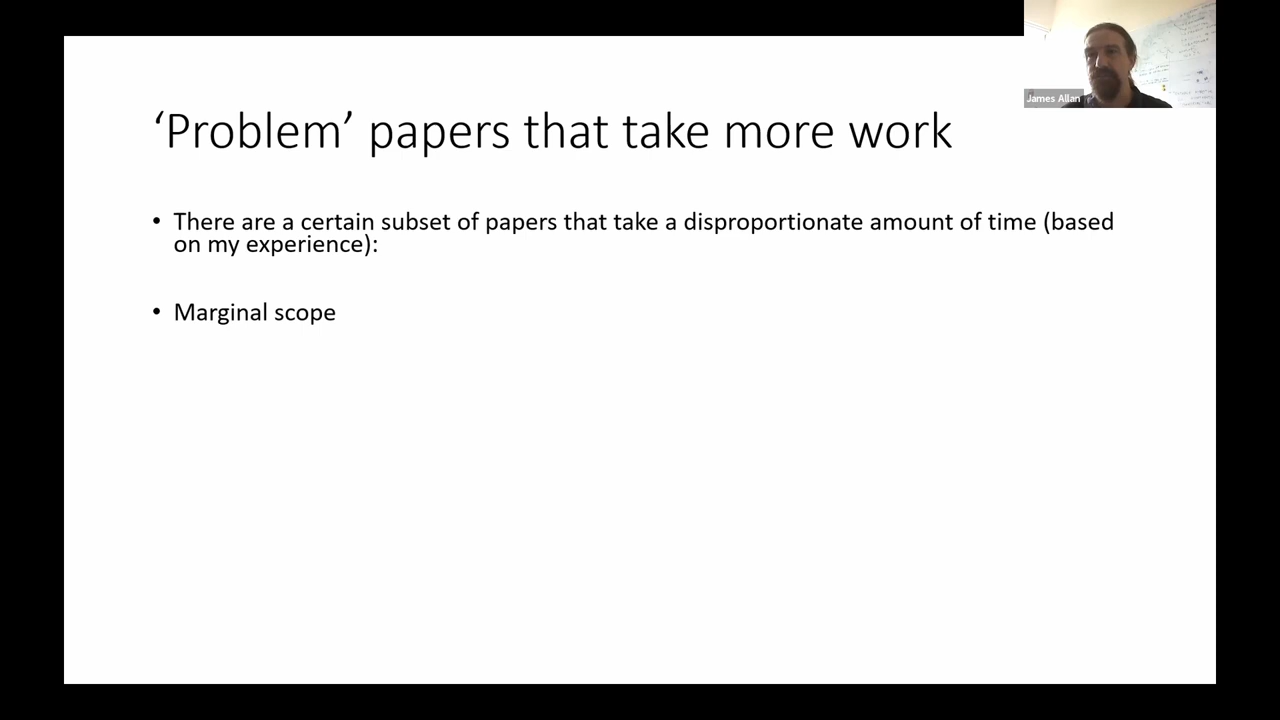 James Allan
‘Problem’ papers that take more work
• There are a certain subset of papers that take a disproportionate amount of time (based
on my experience):
• Marginal scope